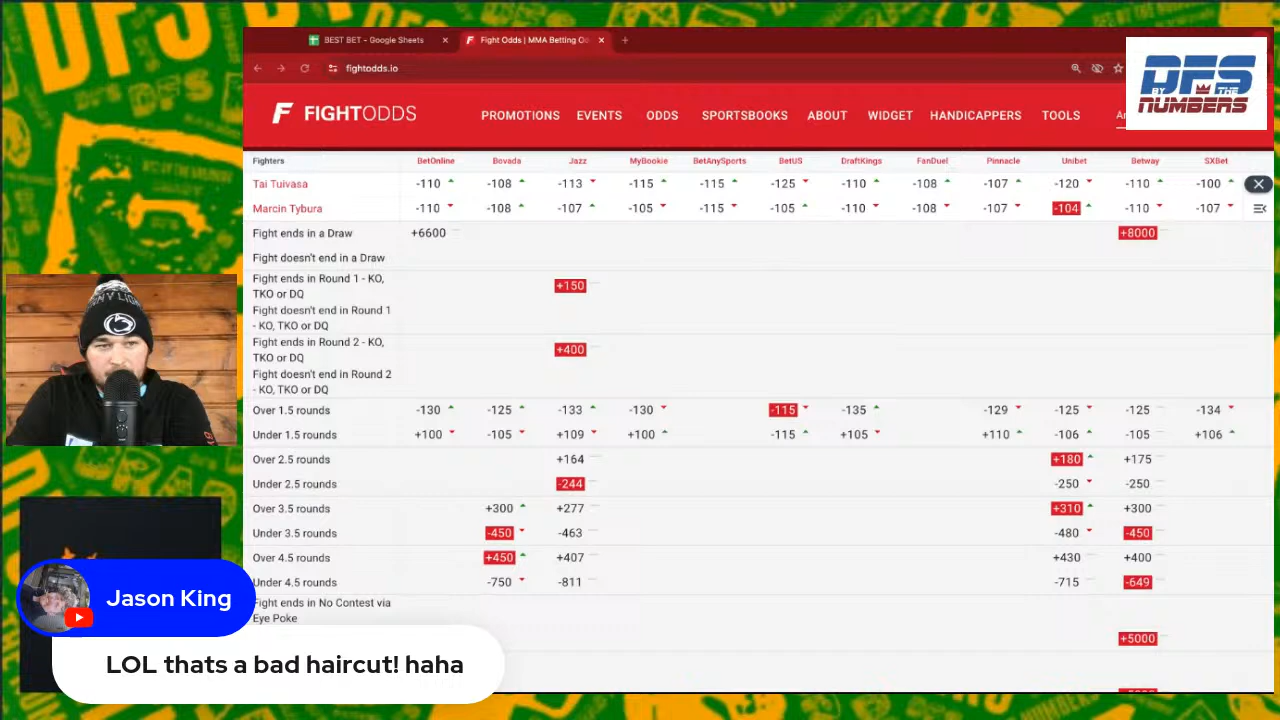 BEST BET - Google Sheets
Fight Odds | MMA Betting Od
fightodds.io
DFS
BY THE
NUMBERS
FIGHTODDS
PROMOTIONS EVENTS ODDS SPORTSBOOKS ABOUT WIDGET HANDICAPPERS TOOLS
Fighters BetOnline Bovada Jazz MyBookie BetAnySports BetUS DraftKings FanDuel Pinnacle Unibet Betway SXBet
Tai Tuivasa -110 -108 -113 -115 -115 -125 -110 -108 -107 -120 -110 -100
Marcin Tybura -110 -108 -107 -105 -115 -105 -110 -108 -107 -104 -110 -107
Fight ends in a Draw +6600 +8000
Fight doesn't end in a Draw
Fight ends in Round 1 - KO,
TKO or DQ +150
Fight doesn't end in Round 1
- KO, TKO or DQ
Fight ends in Round 2 - KO,
TKO or DQ +400
Fight doesn't end in Round 2
- KO, TKO or DQ
Over 1.5 rounds -130 -125 -133 -130 -115 -135 -129 -125 -125 -134
Under 1.5 rounds +100 -105 +109 +100 -115 +105 +110 -106 -105 +106
Over 2.5 rounds +164 +180 +175
Under 2.5 rounds -244 -250 -250
Over 3.5 rounds +300 +277 +310 +300
Under 3.5 rounds -450 -463 -480 -450
Over 4.5 rounds +450 +407 +430 +400
Under 4.5 rounds -750 -811 -715 -649
Fight ends in No Contest via
Eye Poke +5000
Jason King
LOL thats a bad haircut! haha